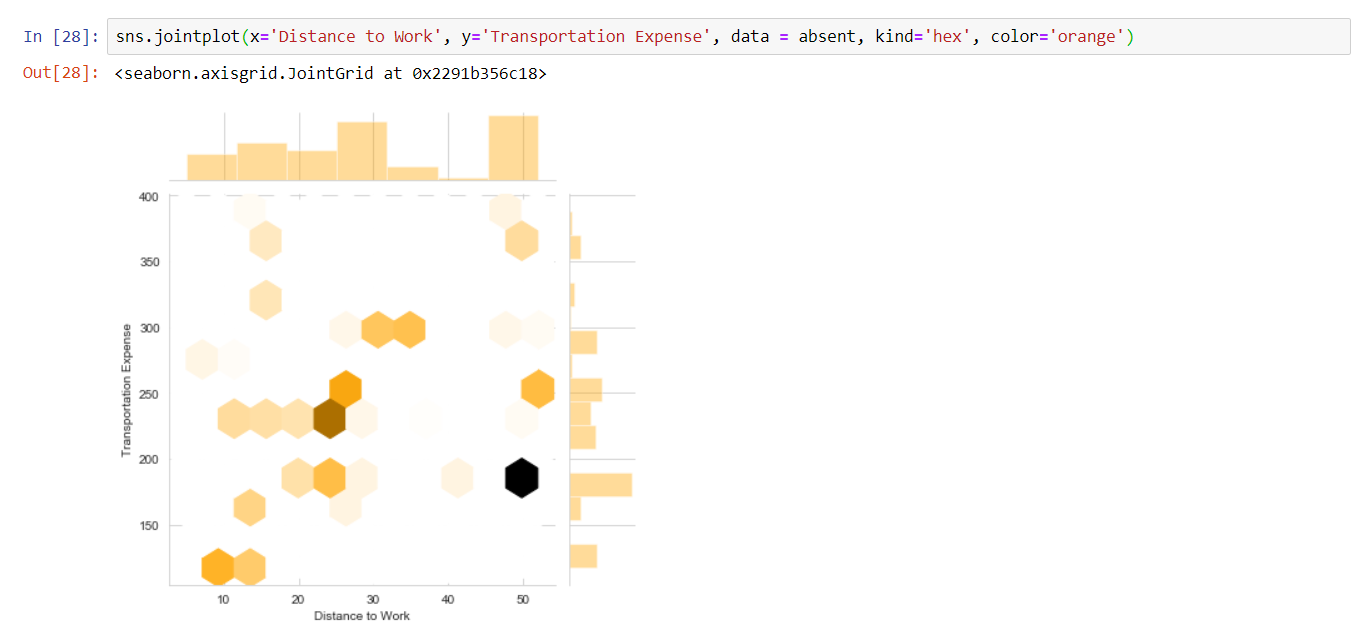 In [28]: sns.jointplot(x='Distance to Work', y='Transportation Expense', data = absent, kind='hex', color='orange')
Out[28]: <seaborn.axisgrid.JointGrid at 0x2291b356c18>
400
350
300
250
200
150
Transportation Expense
10 20 30 40 50
Distance to Work